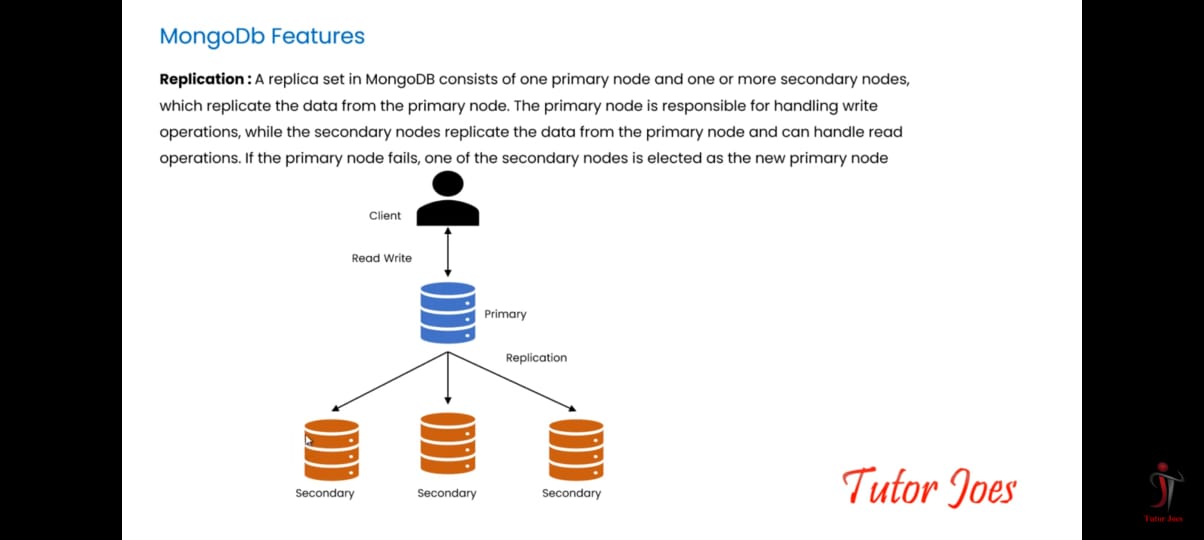 MongoDb Features
Replication : A replica set in MongoDB consists of one primary node and one or more secondary nodes,
which replicate the data from the primary node. The primary node is responsible for handling write
operations, while the secondary nodes replicate the data from the primary node and can handle read
operations. If the primary node fails, one of the secondary nodes is elected as the new primary node
Client
Read Write
Primary
Replication
Secondary
Secondary
Secondary
Tutor Joes
Tutor Joes